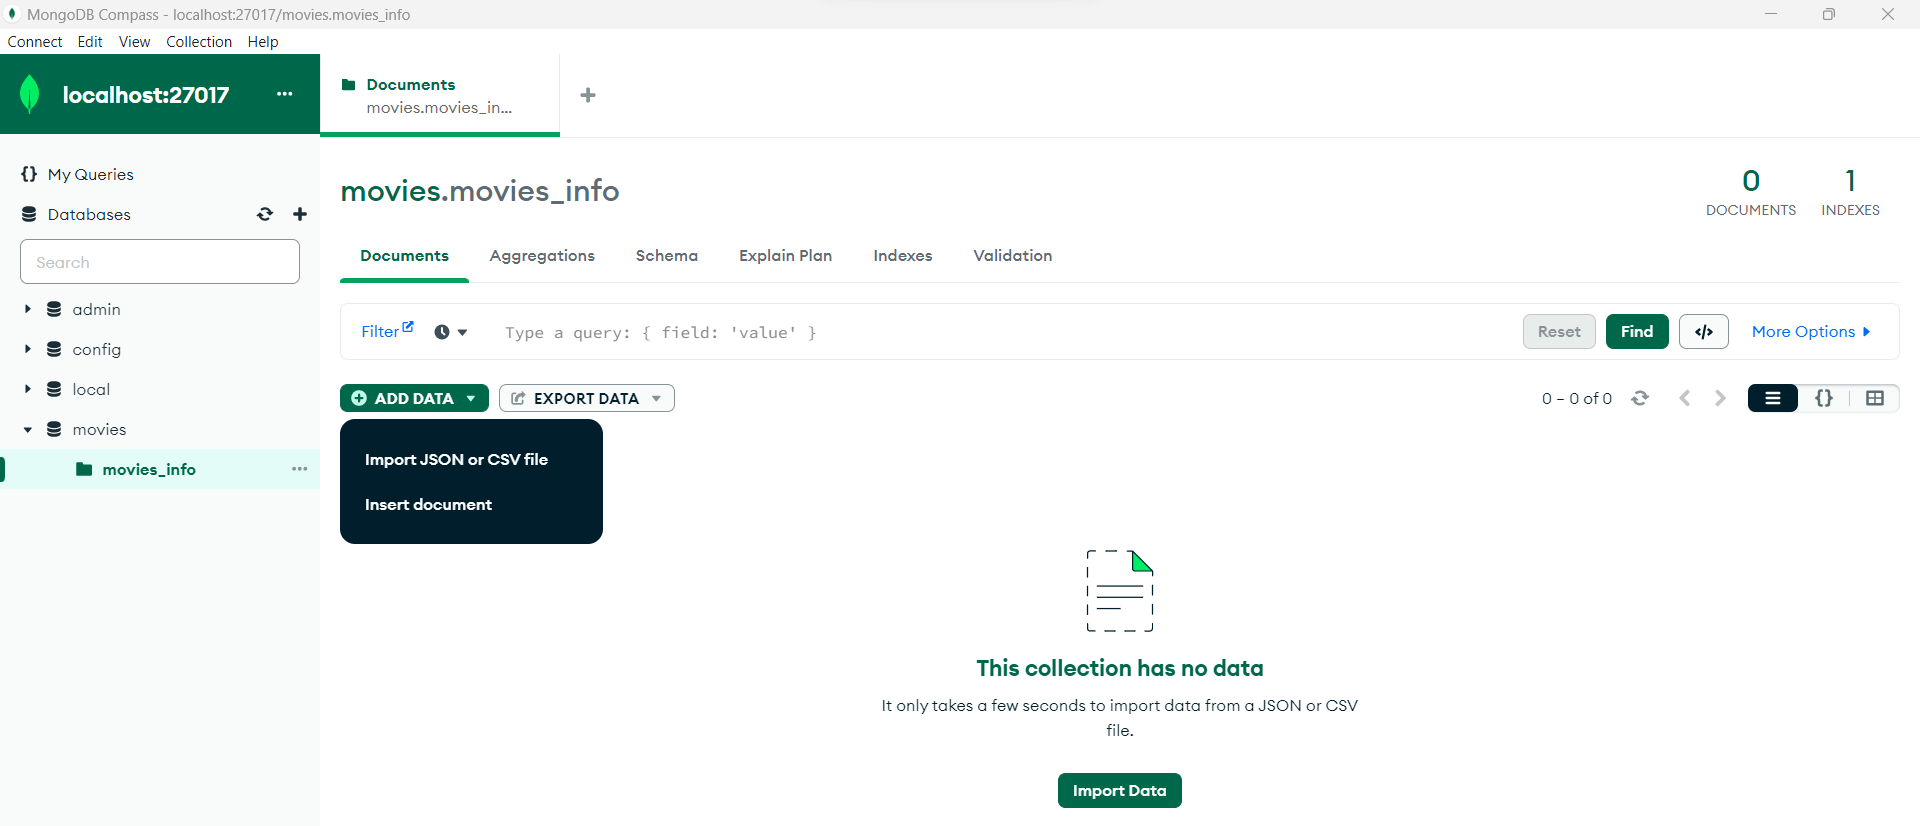 MongoDB Compass - localhost:27017/movies.movies_info
Connect Edit View Collection Help
localhost:27017 ...
Documents
movies.movies_in...
My Queries
Databases
Search
admin
config
local
movies
movies_info ...
movies.movies_info
0
DOCUMENTS
1
INDEXES
Documents Aggregations Schema Explain Plan Indexes Validation
Filter Type a query: { field: 'value' } Reset Find </> More Options
ADD DATA EXPORT DATA 0 – 0 of 0 {}
Import JSON or CSV file
Insert document
This collection has no data
It only takes a few seconds to import data from a JSON or CSV
file.
Import Data